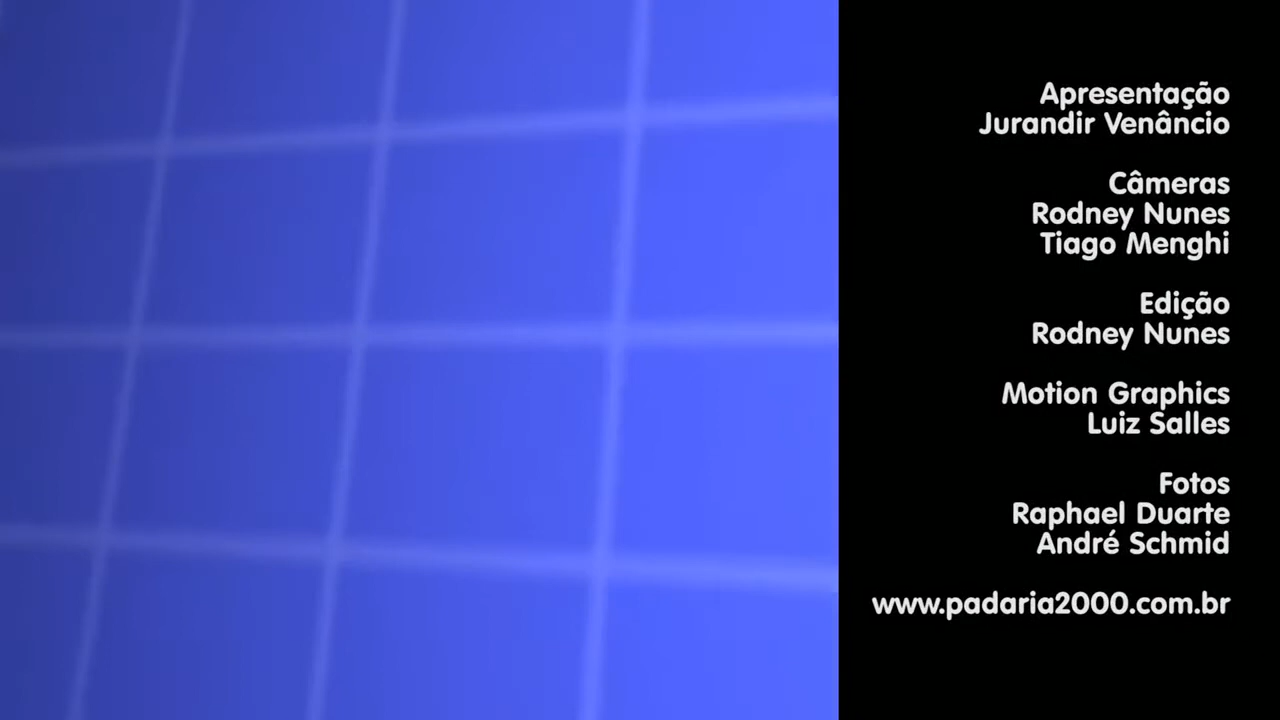 Apresentação
Jurandir Venâncio
Câmeras
Rodney Nunes
Tiago Menghi
Edição
Rodney Nunes
Motion Graphics
Luiz Salles
Fotos
Raphael Duarte
André Schmid
www.padaria2000.com.br